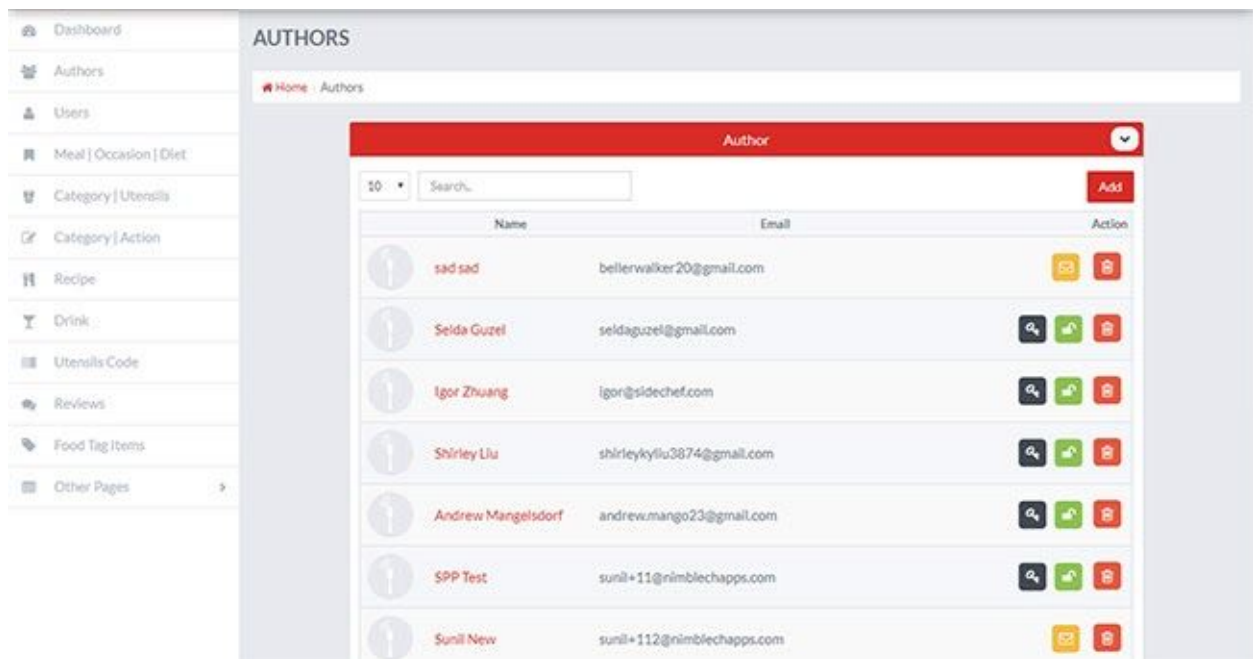 Dashboard
Authors
Users
Meal | Occasion | Diet
Category | Utensils
Category | Action
Recipe
Drink
Utensils Code
Reviews
Food Tag Items
Other Pages
AUTHORS
Home Authors
Author
10 Search..
Add
Name Email Action
sad sad bellerwalker20@gmail.com
Selda Guzel seldaguzel@gmail.com
Igor Zhuang igor@sidechef.com
Shirley Liu shirleykyliu3874@gmail.com
Andrew Mangelsdorf andrew.mango23@gmail.com
SPP Test sunil+11@nimblechapps.com
Sunil New sunil+112@nimblechapps.com